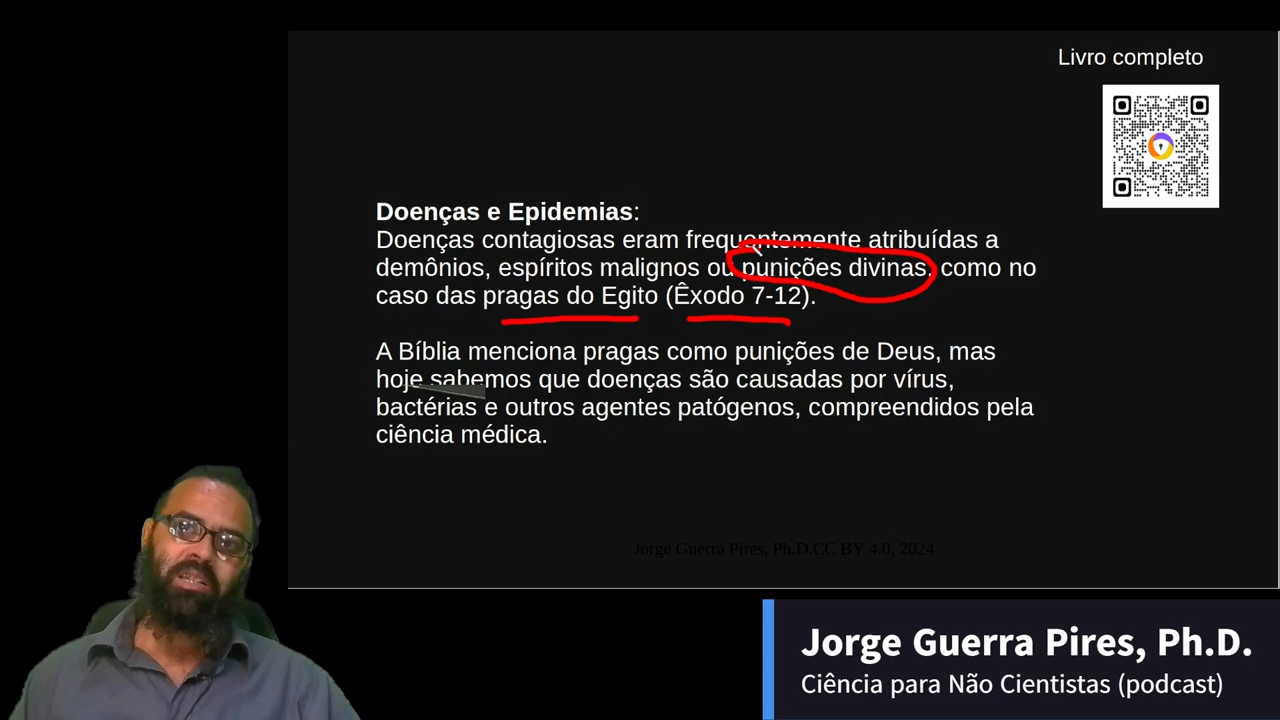 Livro completo
Doenças e Epidemias:
Doenças contagiosas eram frequentemente atribuídas a
demônios, espíritos malignos ou punições divinas, como no
caso das pragas do Egito (Êxodo 7-12).
A Bíblia menciona pragas como punições de Deus, mas
hoje sabemos que doenças são causadas por vírus,
bactérias e outros agentes patógenos, compreendidos pela
ciência médica.
Jorge Guerra Pires, Ph.D.CC BY 4.0, 2024
Jorge Guerra Pires, Ph.D.
Ciência para Não Cientistas (podcast)